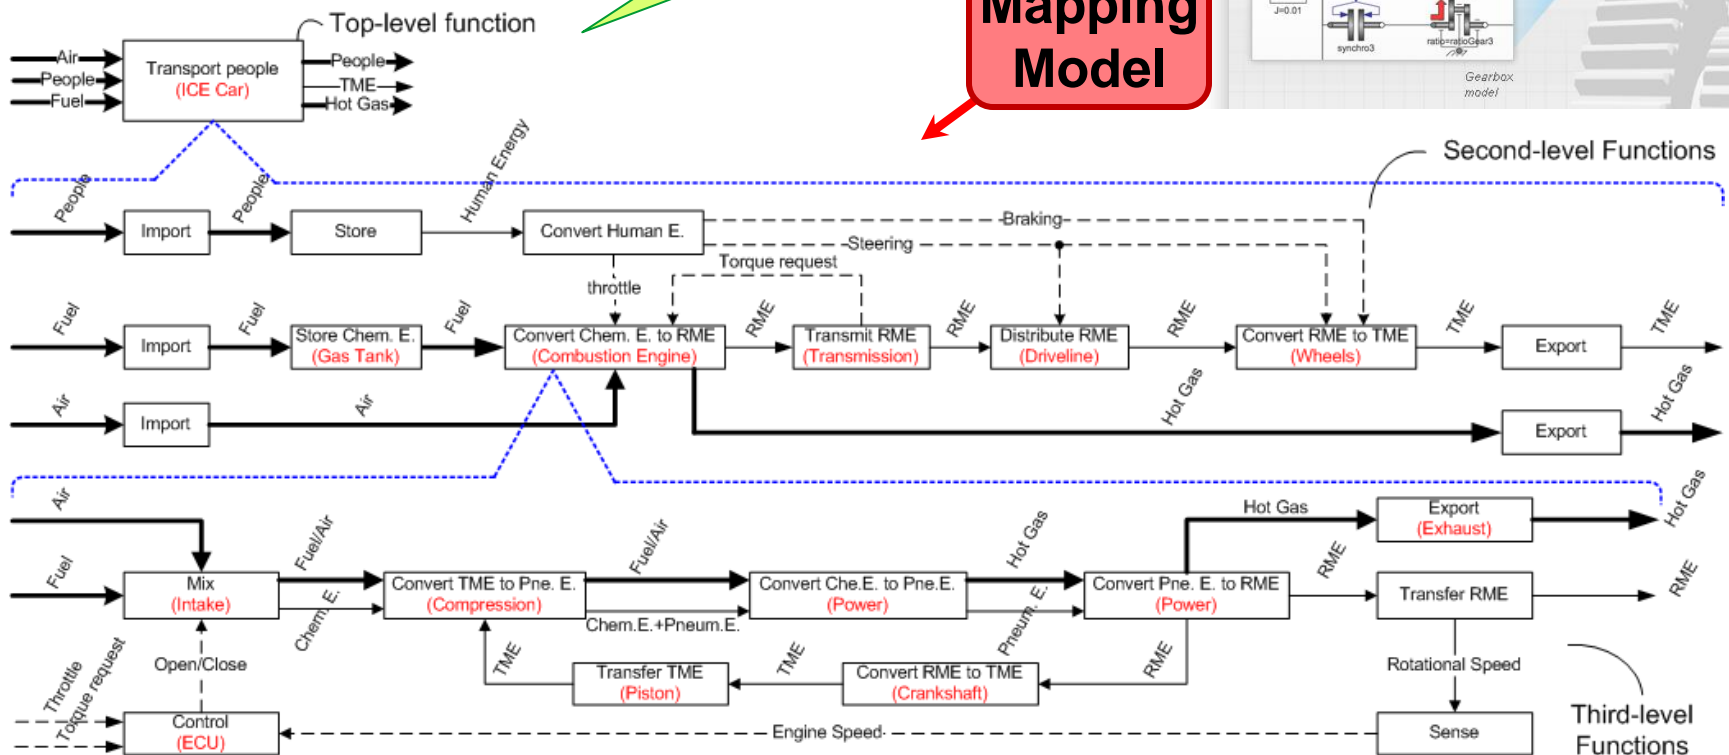 Mapping
Model
J=0.01
synchro3
ratio=ratioGear3
Gearbox
model
Top-level function
Air
People
Fuel
Transport people
(ICE Car)
People
TME
Hot Gas
Second-level Functions
People
Import
People
Store
Human Energy
Convert Human E.
Braking
Steering
Torque request
throttle
Fuel
Import
Fuel
Store Chem. E.
(Gas Tank)
Fuel
Convert Chem. E. to RME
(Combustion Engine)
RME
Transmit RME
(Transmission)
RME
Distribute RME
(Driveline)
RME
Convert RME to TME
(Wheels)
TME
Export
TME
Air
Import
Air
Hot Gas
Export
Hot Gas
Air
Fuel
Mix
(Intake)
Fuel/Air
Chem. E.
Convert TME to Pne. E.
(Compression)
Fuel/Air
Chem.E.+Pneum.E.
Convert Che.E. to Pne.E.
(Power)
Hot Gas
Pneum. E.
Convert Pne. E. to RME
(Power)
Hot Gas
Export
(Exhaust)
Hot Gas
RME
Transfer RME
RME
Open/Close
TME
Transfer TME
(Piston)
TME
Convert RME to TME
(Crankshaft)
RME
Rotational Speed
Throttle
Torque request
Control
(ECU)
Engine Speed
Sense
Third-level
Functions